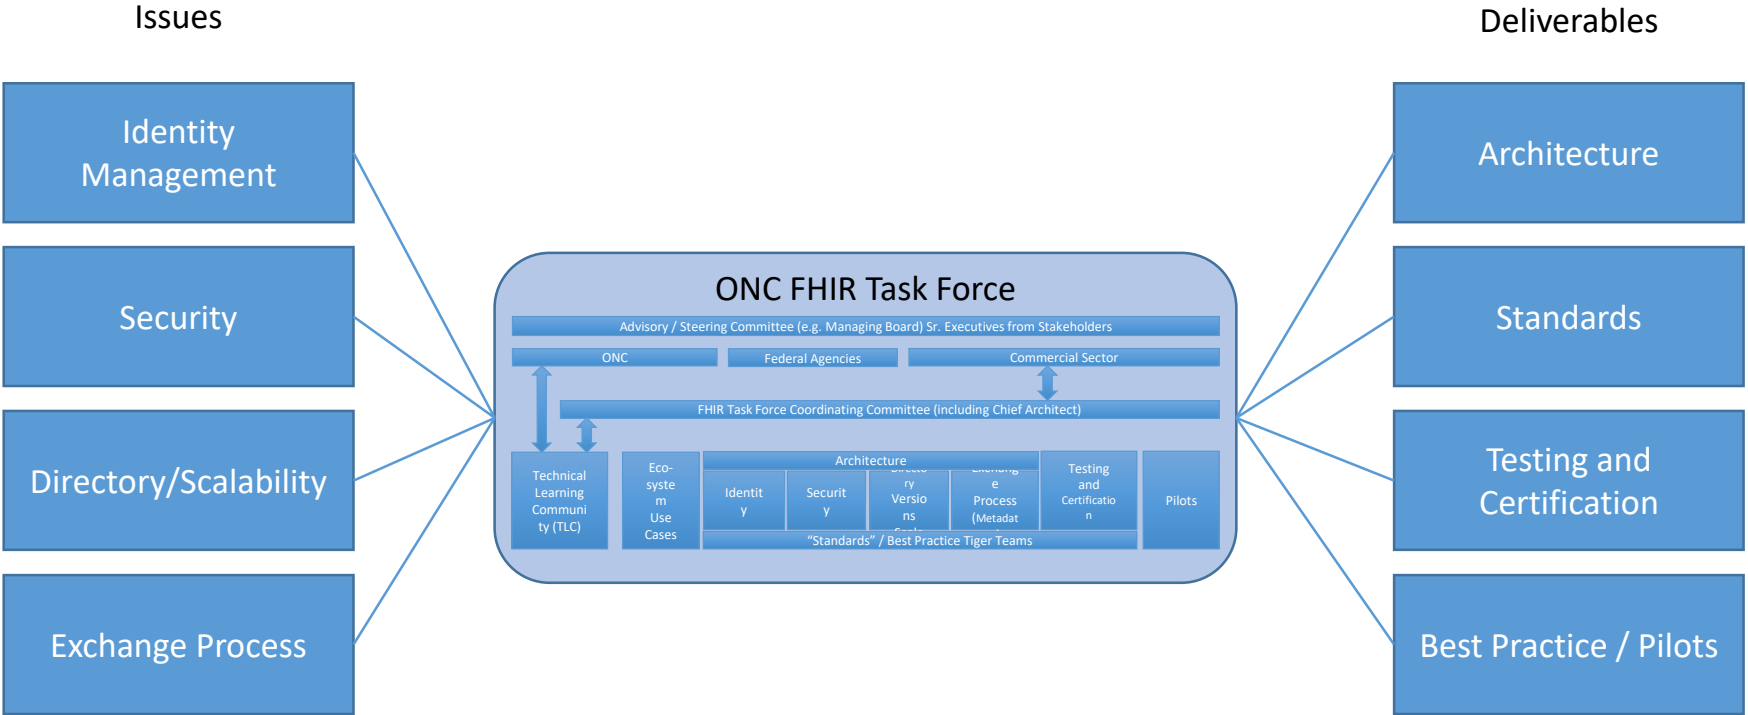 Issues
Deliverables
Identity
Management
Security
Directory/Scalability
Exchange Process
ONC FHIR Task Force
Advisory / Steering Committee (e.g. Managing Board) Sr. Executives from Stakeholders
ONC
Federal Agencies
Commercial Sector
FHIR Task Force Coordinating Committee (including Chief Architect)
Technical
Learning
Communi
ty (TLC)
Eco-
syste
m
Use
Cases
Architecture
Identit
y
Securit
y
ry
Versio
ns
e
Process
(Metadat
Testing
and
Certificatio
n
Pilots
"Standards" / Best Practice Tiger Teams
Architecture
Standards
Testing and
Certification
Best Practice / Pilots